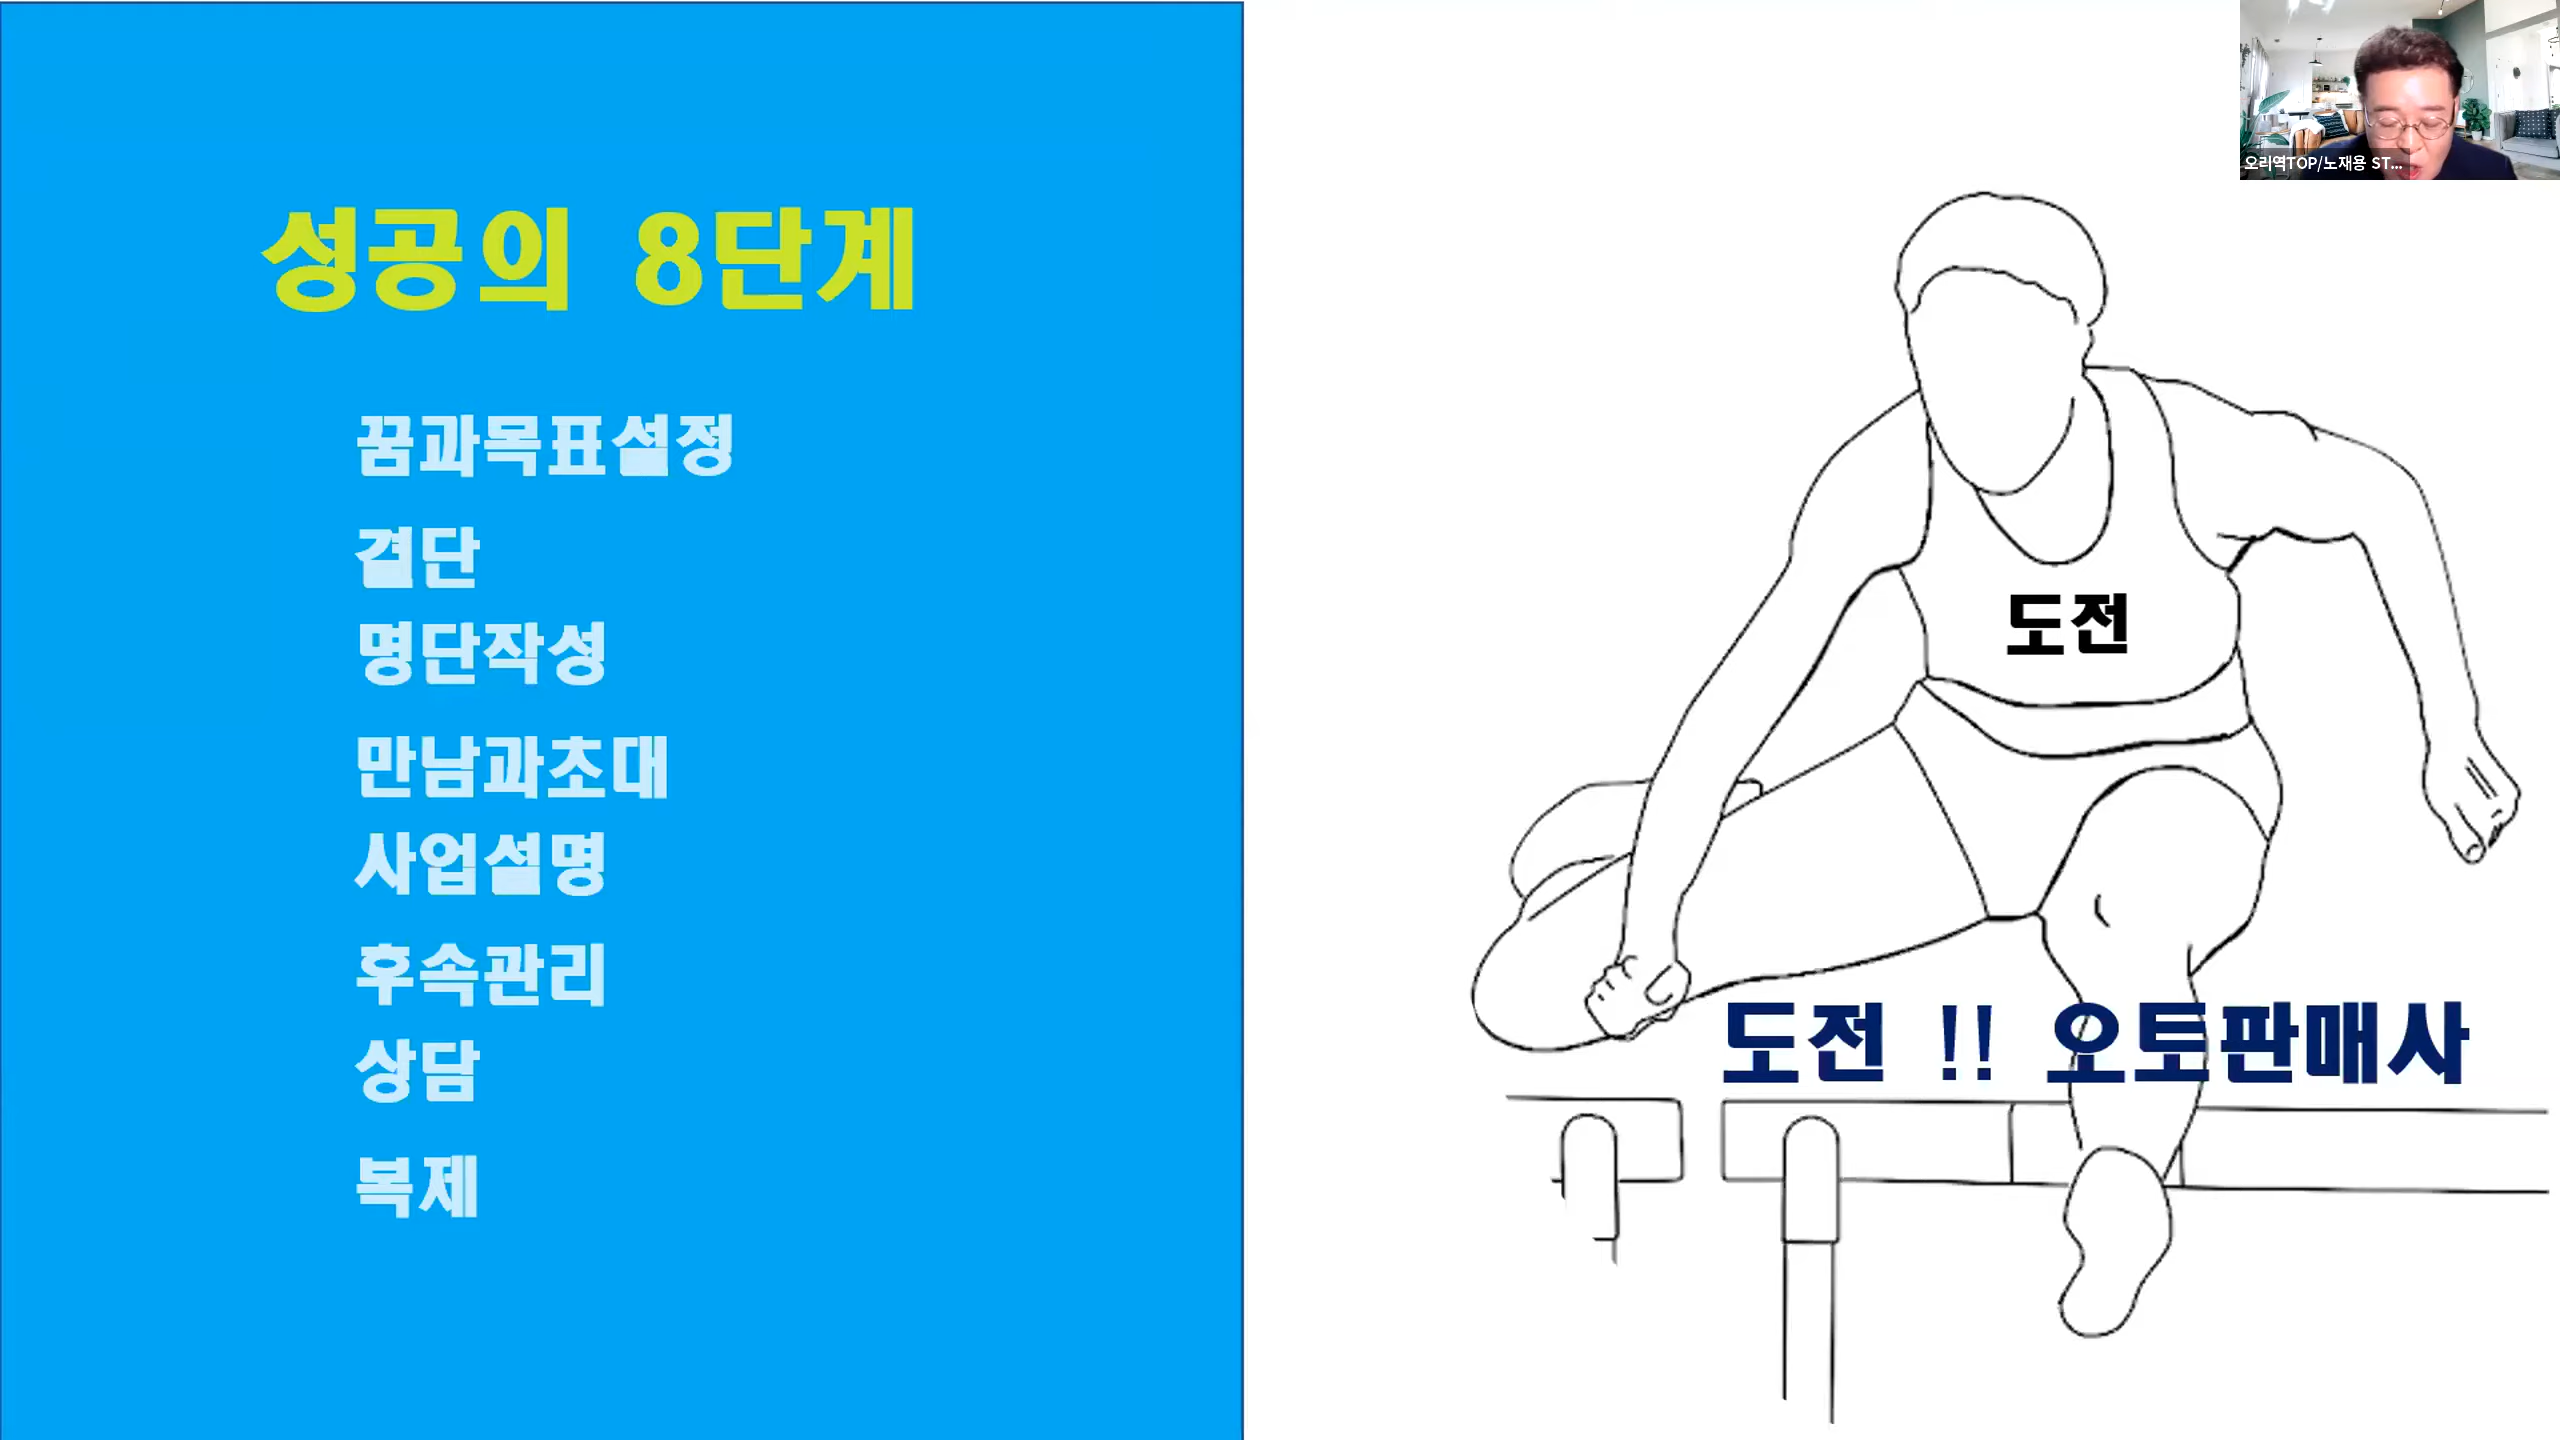 성공의 8단계
꿈과목표설정
결단
명단작성
만남과초대
사업설명
후속관리
상담
복제
도전
도전 !! 오토판매사
오리역TOP/노재용 ST...